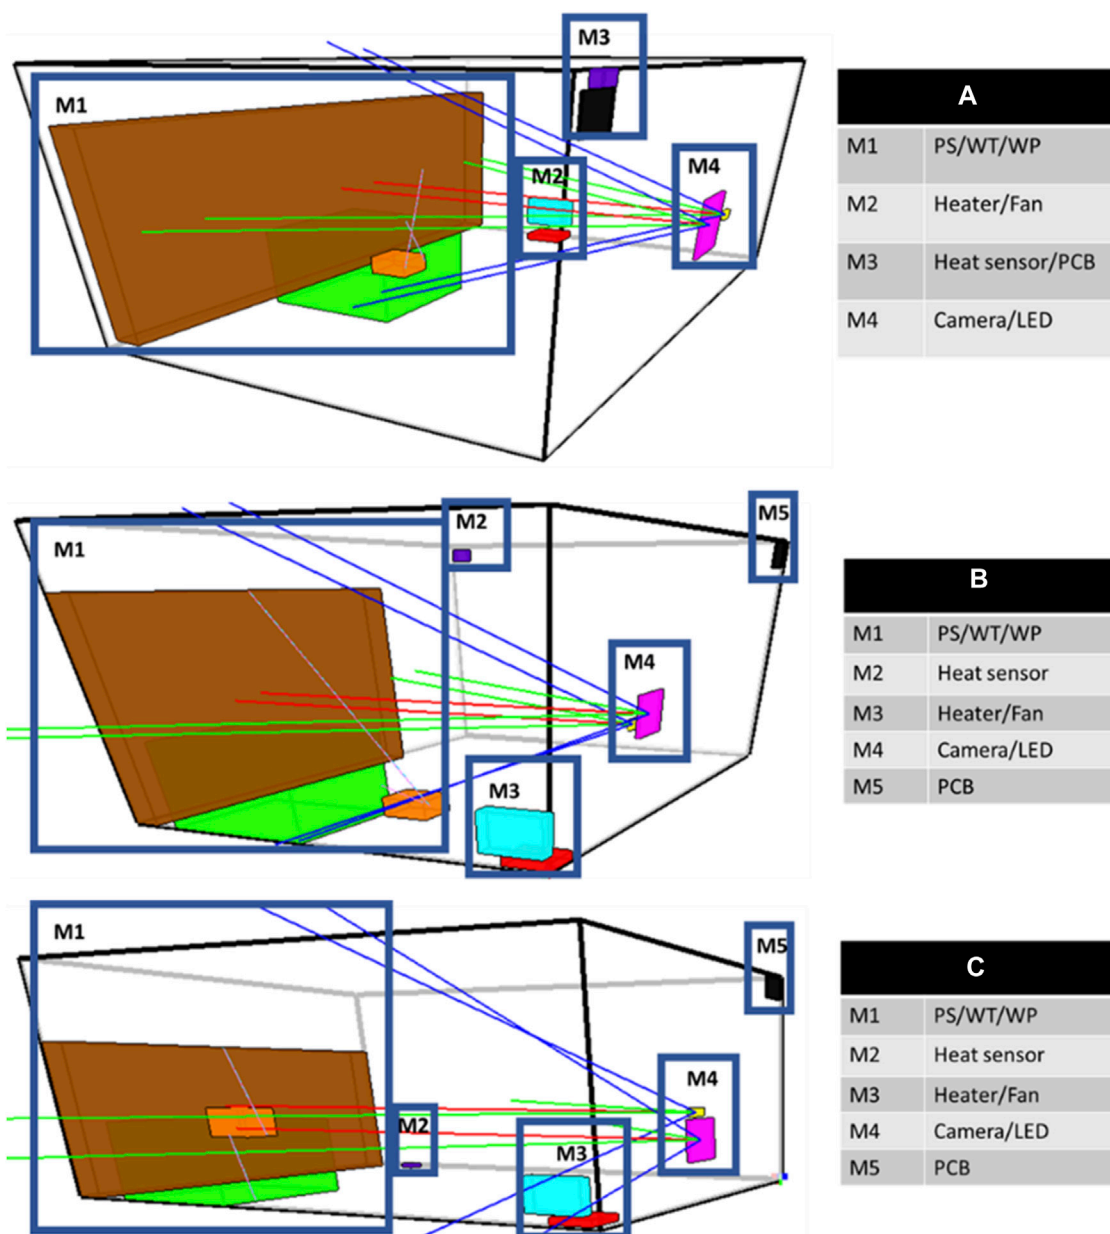 M3
M1
M2
M4
A
M1 PS/WT/WP
M2 Heater/Fan
M3 Heat sensor/PCB
M4 Camera/LED
M2
M5
M1
M4
M3
B
M1 PS/WT/WP
M2 Heat sensor
M3 Heater/Fan
M4 Camera/LED
M5 PCB
M1
M5
M4
M2
M3
C
M1 PS/WT/WP
M2 Heat sensor
M3 Heater/Fan
M4 Camera/LED
M5 PCB